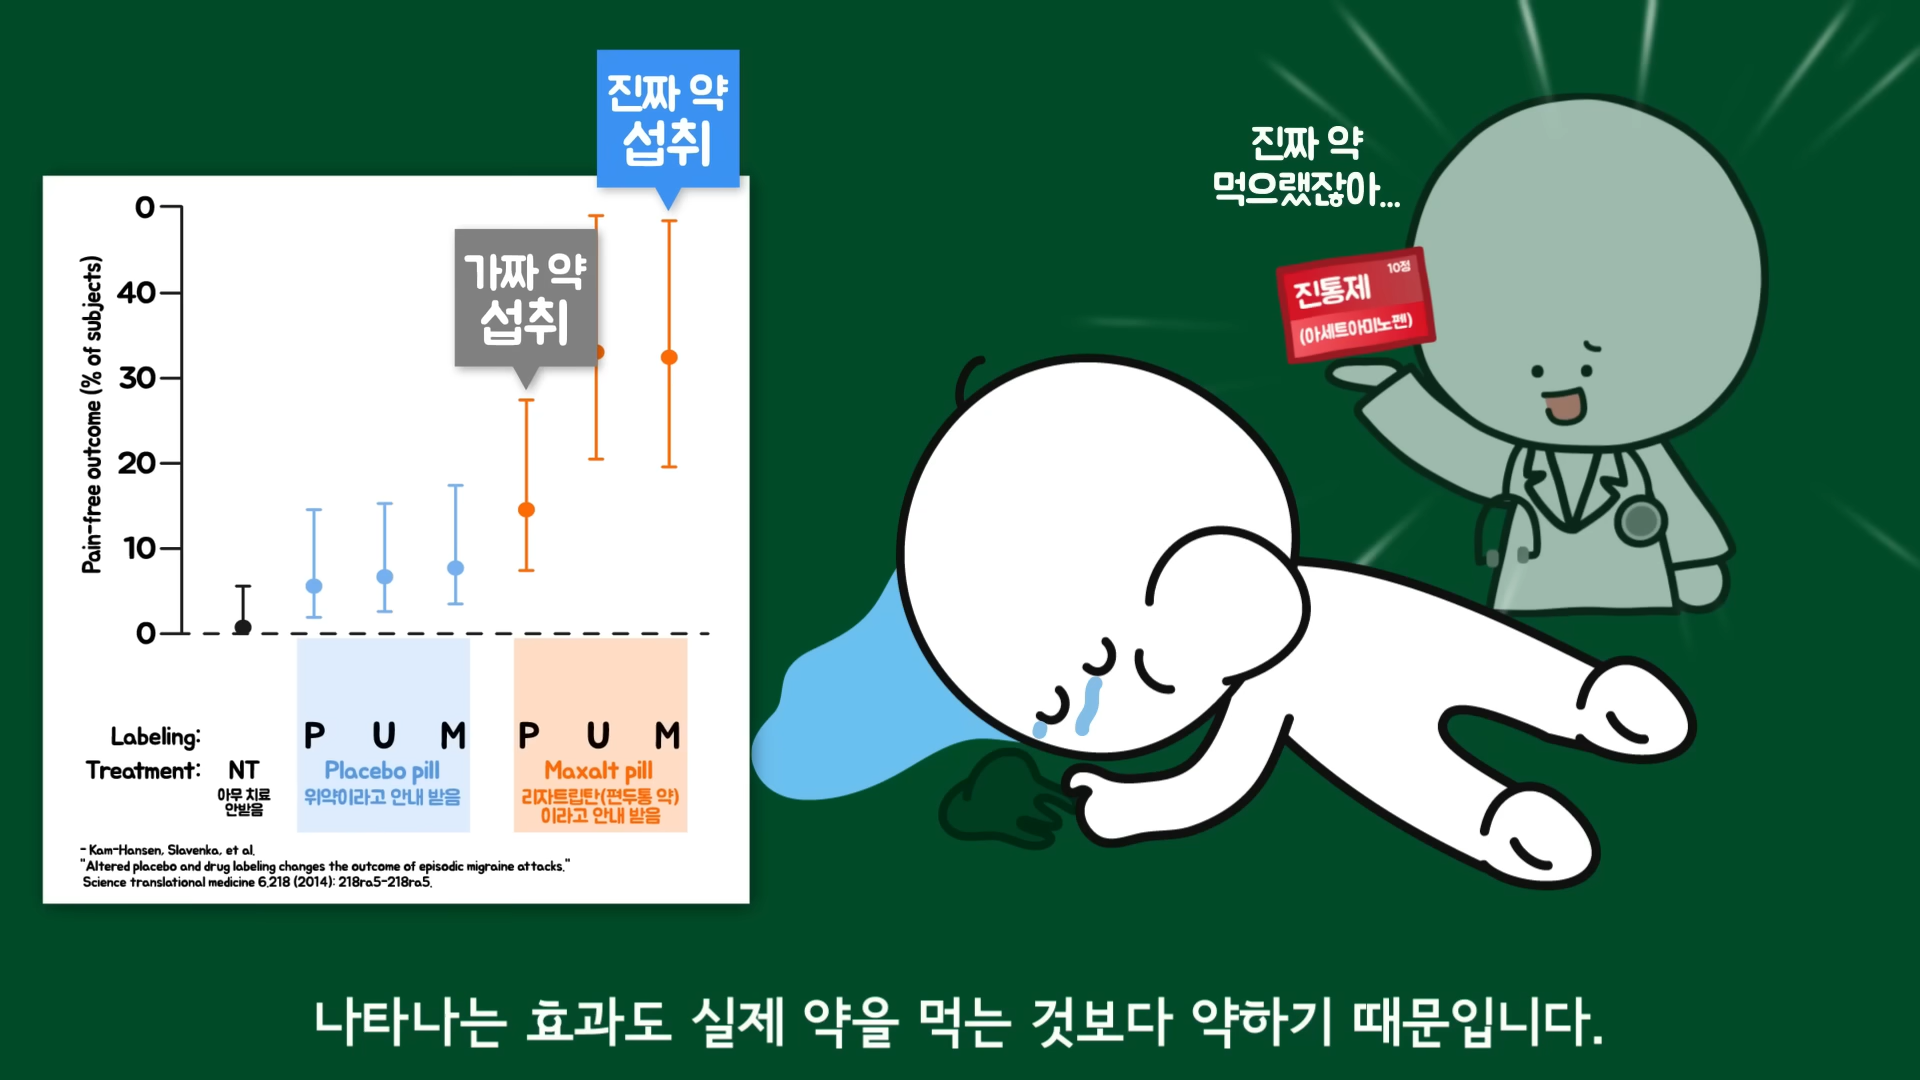 진짜 약
섭취
가짜 약
섭취
0
40
30
20
10
0
Pain-free outcome (% of subjects)
Labeling: P U M P U M
Treatment: NT Placebo pill Maxalt pill
아무 치료
안받음
위약이라고 안내 받음
리자트립탄(편두통 약)
이라고 안내 받음
- Kam-Hansen, Slavenka, et al.
"Altered placebo and drug labeling changes the outcome of episodic migraine attacks."
Science translational medicine 6.218 (2014): 218ra5-218ra5.
진짜 약
먹으랬잖아...
10정
진통제
(아세트아미노펜)
나타나는 효과도 실제 약을 먹는 것보다 약하기 때문입니다.